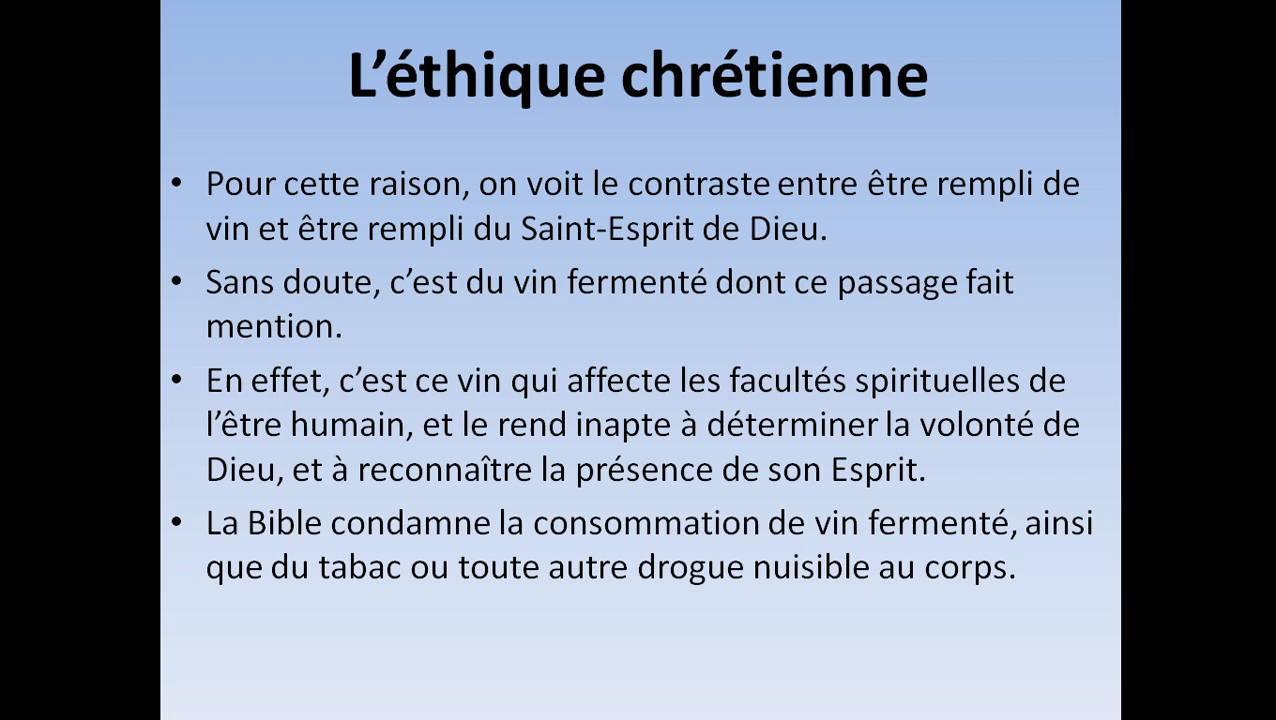 L’éthique chrétienne
• Pour cette raison, on voit le contraste entre être rempli de
vin et être rempli du Saint-Esprit de Dieu.
• Sans doute, c’est du vin fermenté dont ce passage fait
mention.
• En effet, c’est ce vin qui affecte les facultés spirituelles de
l’être humain, et le rend inapte à déterminer la volonté de
Dieu, et à reconnaître la présence de son Esprit.
• La Bible condamne la consommation de vin fermenté, ainsi
que du tabac ou toute autre drogue nuisible au corps.